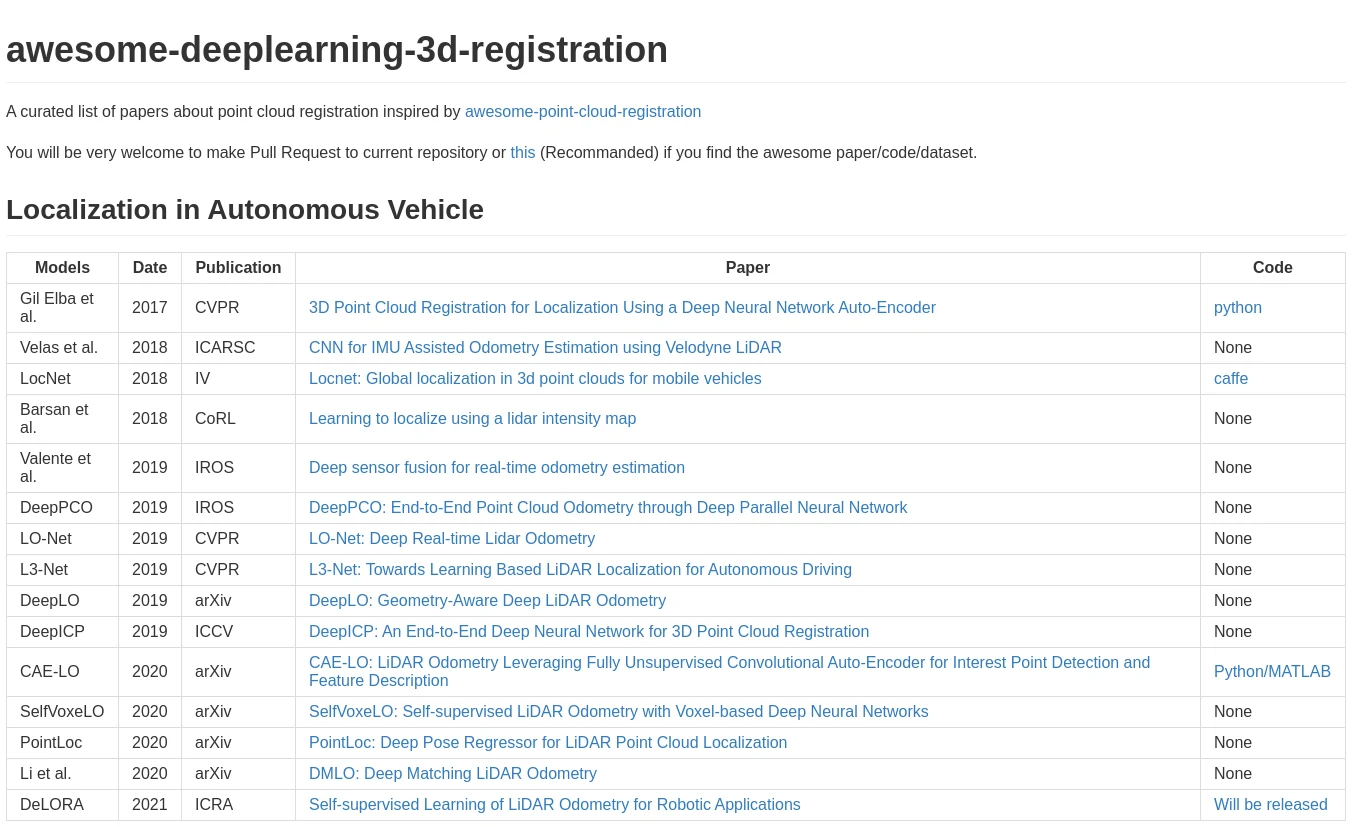 awesome-deeplearning-3d-registration
A curated list of papers about point cloud registration inspired by awesome-point-cloud-registration
You will be very welcome to make Pull Request to current repository or this (Recommanded) if you find the awesome paper/code/dataset.
Localization in Autonomous Vehicle
Models Date Publication Paper Code
Gil Elba et al. 2017 CVPR 3D Point Cloud Registration for Localization Using a Deep Neural Network Auto-Encoder python
Velas et al. 2018 ICARSC CNN for IMU Assisted Odometry Estimation using Velodyne LiDAR None
LocNet 2018 IV Locnet: Global localization in 3d point clouds for mobile vehicles caffe
Barsan et al. 2018 CoRL Learning to localize using a lidar intensity map None
Valente et al. 2019 IROS Deep sensor fusion for real-time odometry estimation None
DeepPCO 2019 IROS DeepPCO: End-to-End Point Cloud Odometry through Deep Parallel Neural Network None
LO-Net 2019 CVPR LO-Net: Deep Real-time Lidar Odometry None
L3-Net 2019 CVPR L3-Net: Towards Learning Based LiDAR Localization for Autonomous Driving None
DeepLO 2019 arXiv DeepLO: Geometry-Aware Deep LiDAR Odometry None
DeepICP 2019 ICCV DeepICP: An End-to-End Deep Neural Network for 3D Point Cloud Registration None
CAE-LO 2020 arXiv CAE-LO: LiDAR Odometry Leveraging Fully Unsupervised Convolutional Auto-Encoder for Interest Point Detection and Feature Description Python/MATLAB
SelfVoxeLO 2020 arXiv SelfVoxeLO: Self-supervised LiDAR Odometry with Voxel-based Deep Neural Networks None
PointLoc 2020 arXiv PointLoc: Deep Pose Regressor for LiDAR Point Cloud Localization None
Li et al. 2020 arXiv DMLO: Deep Matching LiDAR Odometry None
DeLORA 2021 ICRA Self-supervised Learning of LiDAR Odometry for Robotic Applications Will be released